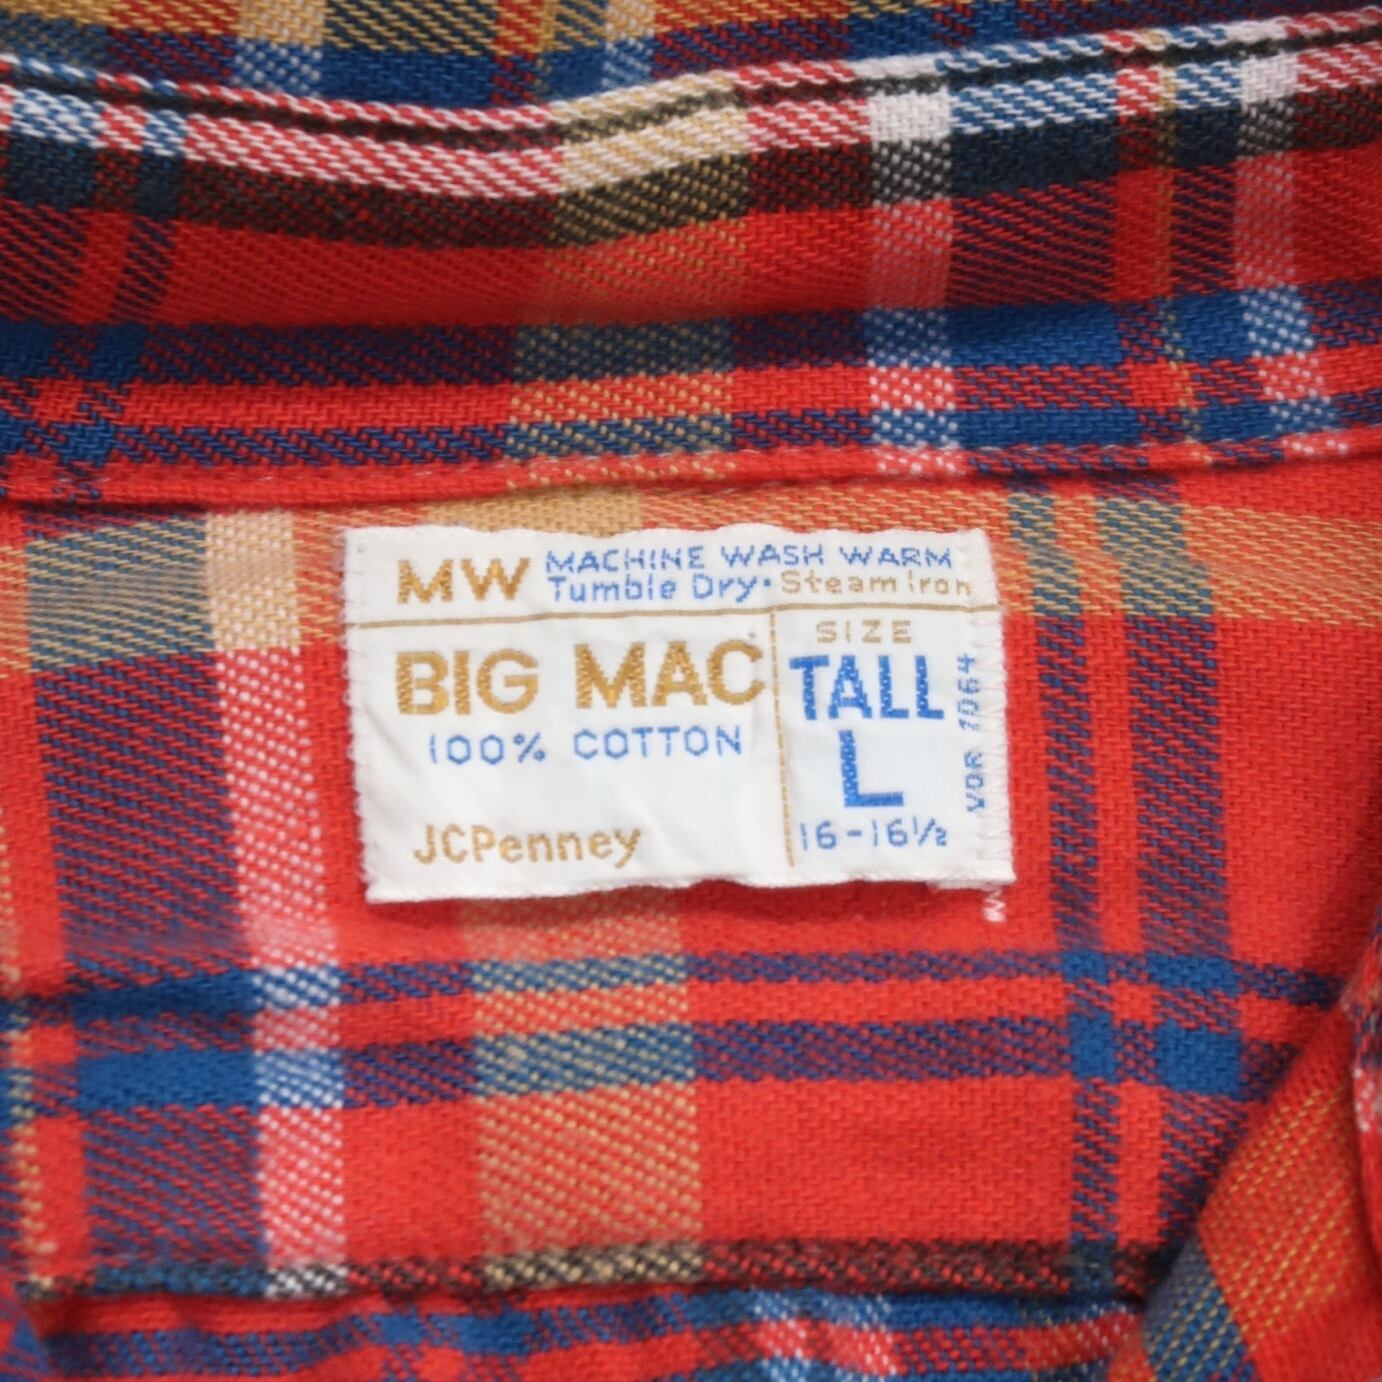 MW MACHINE WASH WARM
Tumble Dry • Steam Iron
BIG MAC
100% COTTON
JCPenney
SIZE
TALL
L
16-16½
VOR 1064